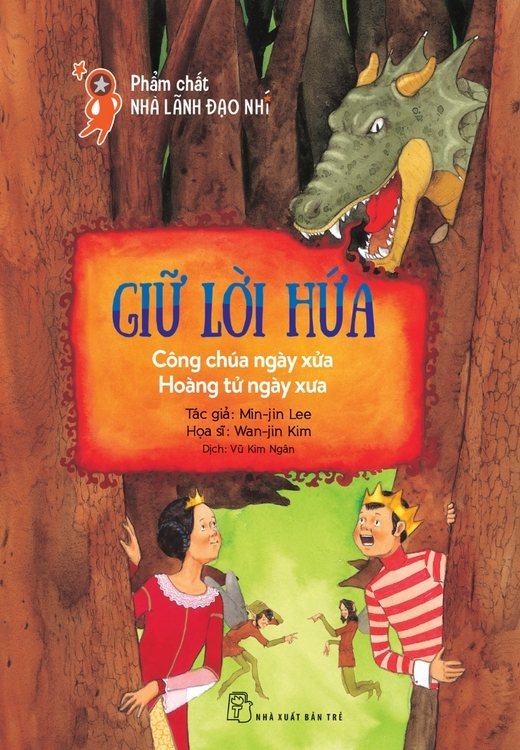 Phẩm chất
NHÀ LÃNH ĐẠO NHÍ
GIỮ LỜI HỨA
Công chúa ngày xửa
Hoàng tử ngày xưa
Tác giả: Min-jin Lee
Họa sĩ: Wan-jin Kim
Dịch: Vũ Kim Ngân
NHÀ XUẤT BẢN TRẺ